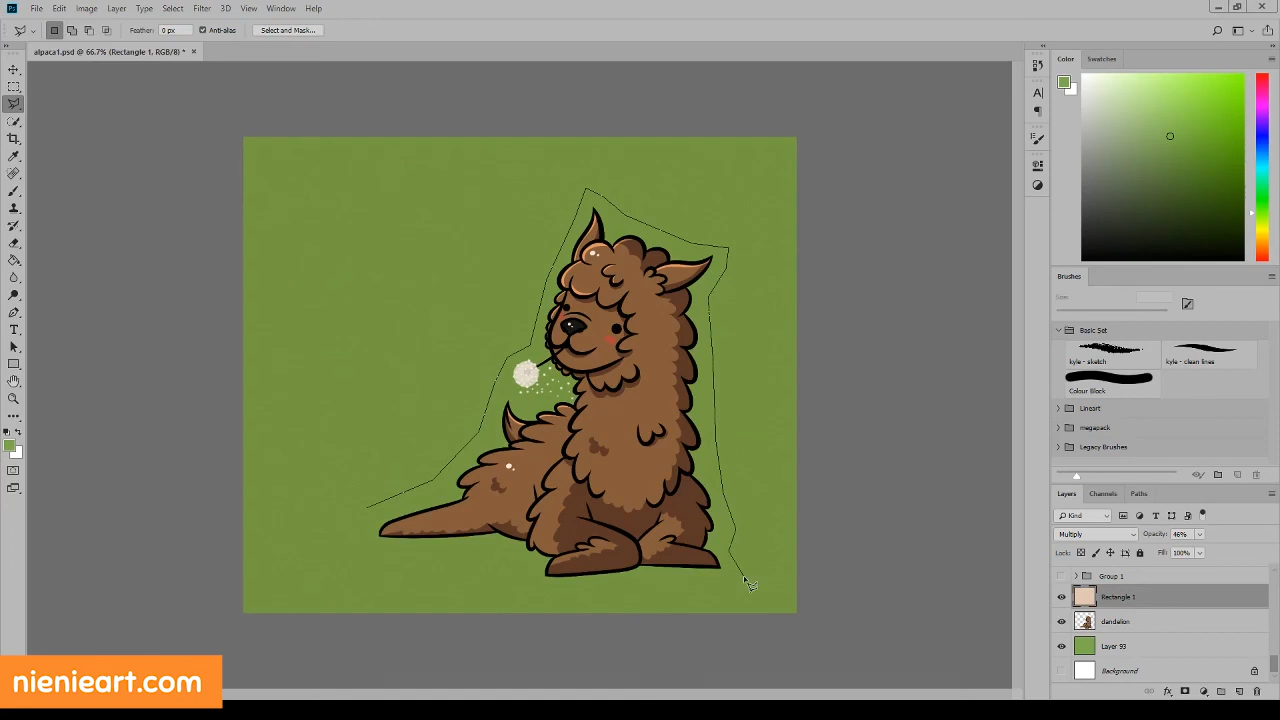 Ps File Edit Image Layer Type Select Filter 3D View Window Help
Feather: 0 px Anti-alias Select and Mask...
alpaca1.psd @ 66.7% (Rectangle 1, RGB/8) *
Color Swatches
Brushes
Size:
Basic Set
kyle - sketch kyle - clean lines
Colour Block
Lineart
megapack
Legacy Brushes
Layers Channels Paths
Kind
Multiply Opacity: 46%
Lock: Fill: 100%
Group 1
Rectangle 1
dandelion
Layer 93
Background
nienieart.com